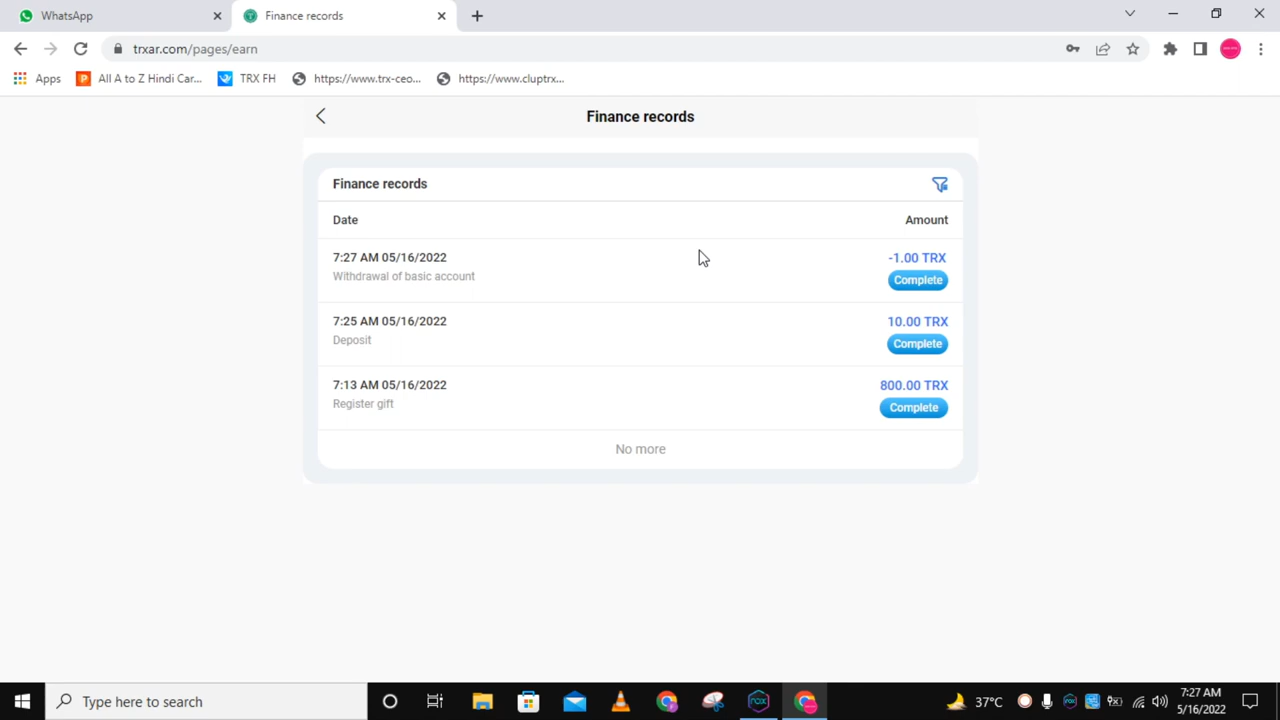 WhatsApp
Finance records
trxar.com/pages/earn
Apps
All A to Z Hindi Car...
TRX FH
https://www.trx-ceo...
https://www.cluptrx...
Finance records
Finance records
Date Amount
7:27 AM 05/16/2022 -1.00 TRX
Withdrawal of basic account Complete
7:25 AM 05/16/2022 10.00 TRX
Deposit Complete
7:13 AM 05/16/2022 800.00 TRX
Register gift Complete
No more
Type here to search
37°C
7:27 AM
5/16/2022